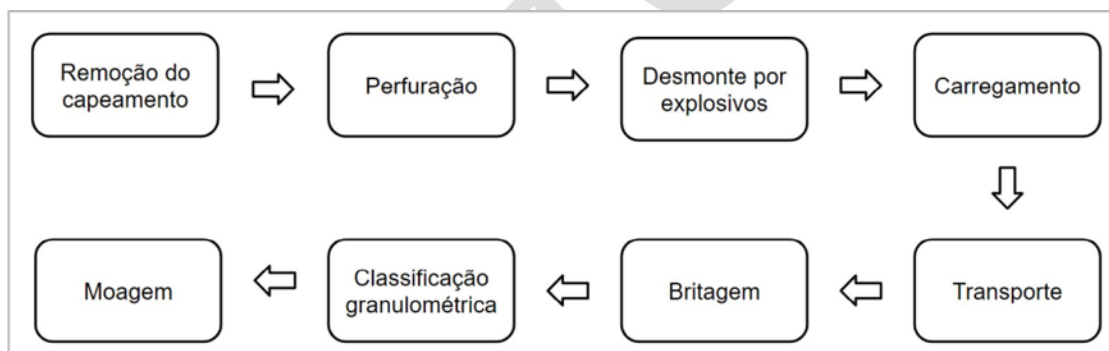 Remoção do
capeamento
Perfuração
Desmonte por
explosivos
Carregamento
Transporte
Britagem
Classificação
granulométrica
Moagem